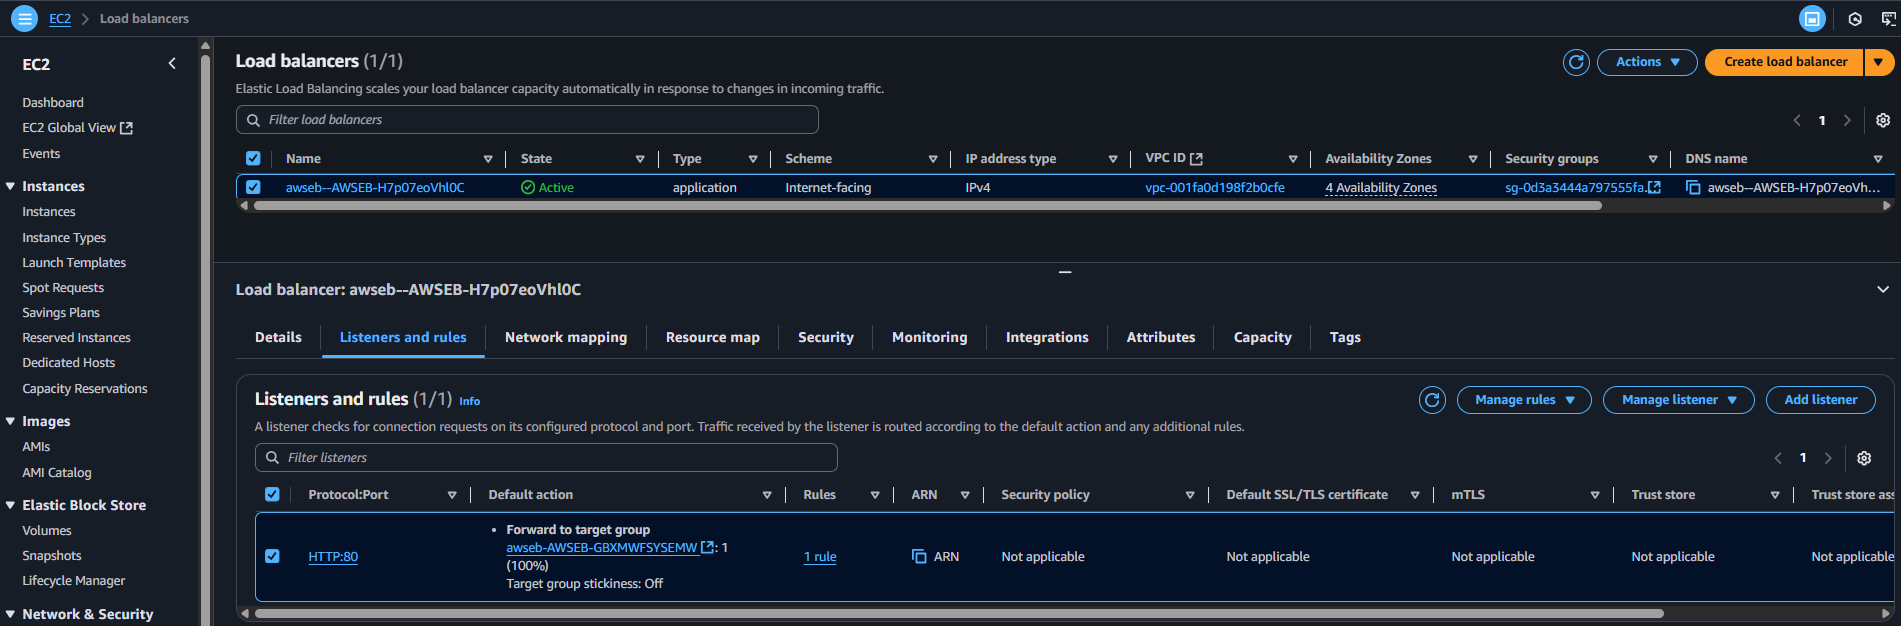 EC2 > Load balancers
EC2
Dashboard
EC2 Global View
Events
Instances
Instances
Instance Types
Launch Templates
Spot Requests
Savings Plans
Reserved Instances
Dedicated Hosts
Capacity Reservations
Images
AMIs
AMI Catalog
Elastic Block Store
Volumes
Snapshots
Lifecycle Manager
Network & Security
Load balancers (1/1)
Actions
Create load balancer
Elastic Load Balancing scales your load balancer capacity automatically in response to changes in incoming traffic.
Filter load balancers
1
Name State Type Scheme IP address type VPC ID Availability Zones Security groups DNS name
awseb--AWSEB-H7p07eoVhl0C Active application Internet-facing IPv4 vpc-001fa0d198f2b0cfe 4 Availability Zones sg-0d3a3444a797555fa... awseb--AWSEB-H7p07eoVh...
Load balancer: awseb--AWSEB-H7p07eoVhl0C
Details Listeners and rules Network mapping Resource map Security Monitoring Integrations Attributes Capacity Tags
Listeners and rules (1/1) Info
Manage rules Manage listener Add listener
A listener checks for connection requests on its configured protocol and port. Traffic received by the listener is routed according to the default action and any additional rules.
Filter listeners
1
Protocol:Port Default action Rules ARN Security policy Default SSL/TLS certificate mTLS Trust store Trust store ass
HTTP:80
• Forward to target group
awseb-AWSEB-GBXMWFSYSEMW : 1
(100%)
Target group stickiness: Off
1 rule ARN Not applicable Not applicable Not applicable Not applicable Not applicable